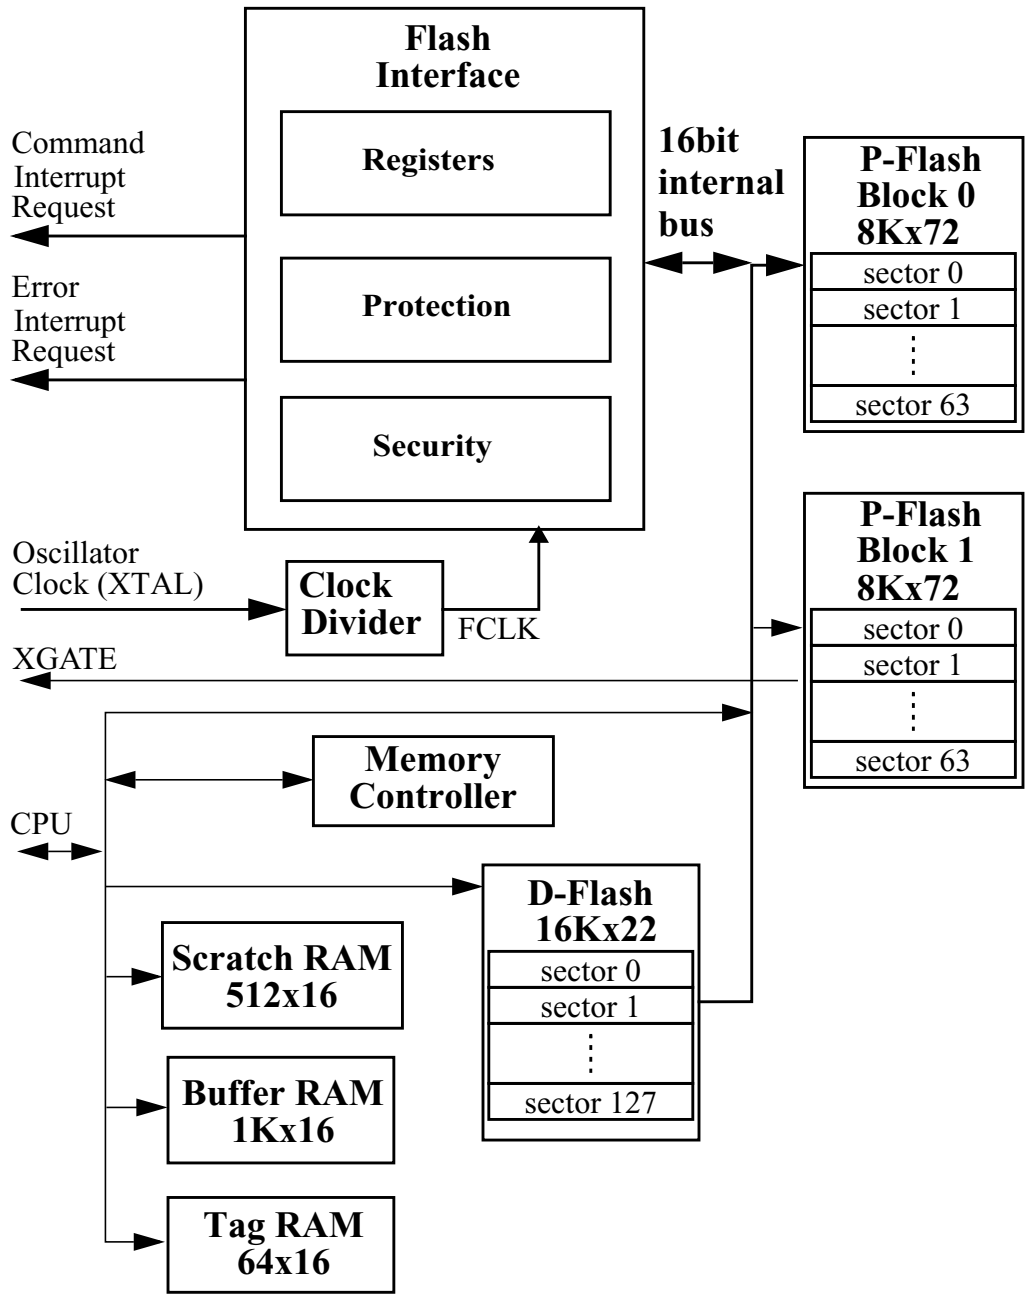 Flash
Interface
Registers
Protection
Security
Command
Interrupt
Request
Error
Interrupt
Request
16bit
internal
bus
P-Flash
Block 0
8Kx72
sector 0
sector 1
sector 63
P-Flash
Block 1
8Kx72
sector 0
sector 1
sector 63
Oscillator
Clock (XTAL)
Clock
Divider
FCLK
XGATE
Memory
Controller
CPU
D-Flash
16Kx22
sector 0
sector 1
sector 127
Scratch RAM
512x16
Buffer RAM
1Kx16
Tag RAM
64x16